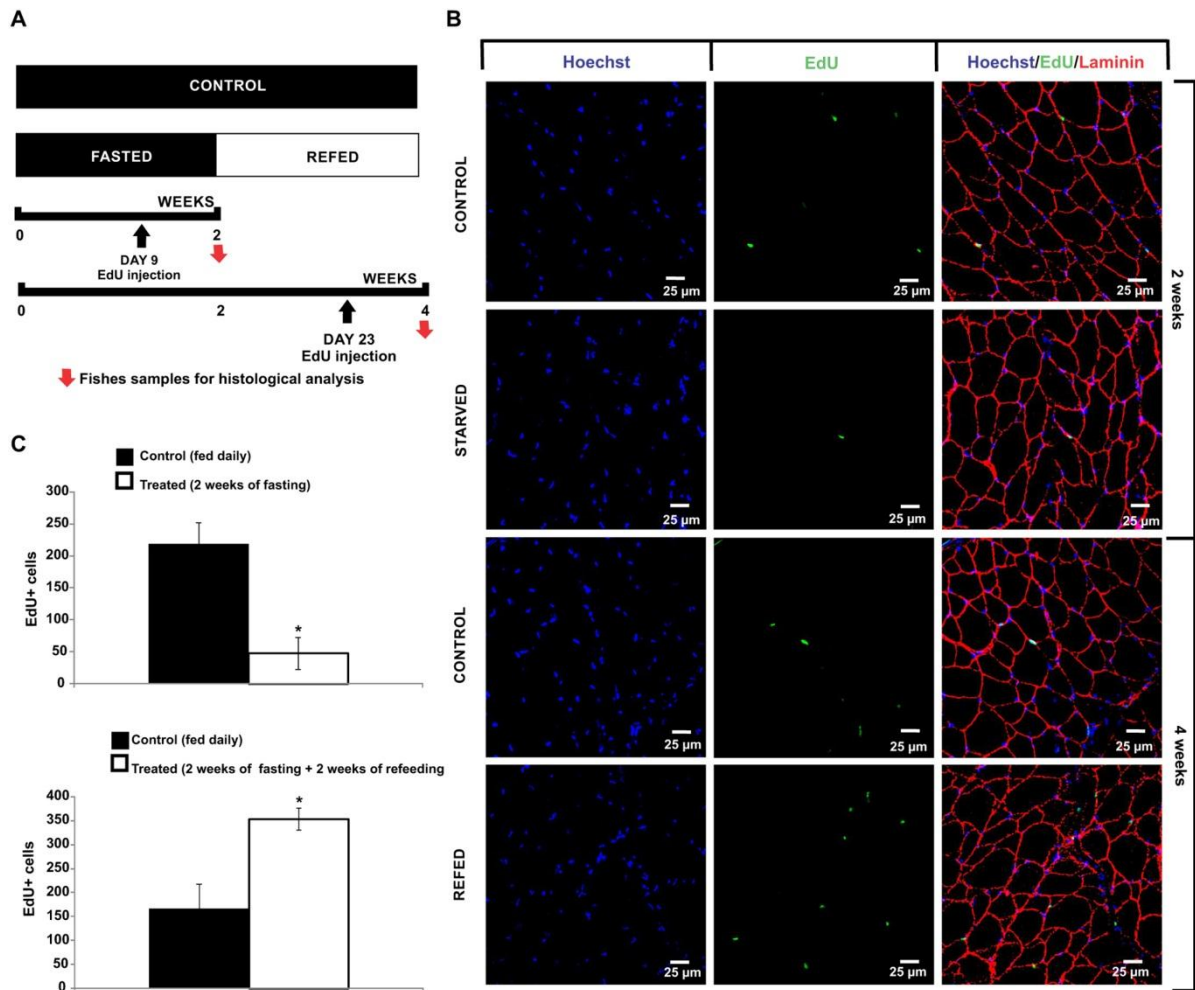 A
CONTROL
FASTED
REFED
WEEKS
0
2
DAY 9
EdU injection
WEEKS
0
2
4
DAY 23
EdU injection
Fishes samples for histological analysis
B
Hoechst
EdU
Hoechst/EdU/Laminin
CONTROL
25 µm
25 µm
25 µm
2 weeks
STARVED
25 µm
25 µm
25 µm
CONTROL
25 µm
25 µm
25 µm
4 weeks
REFED
25 µm
25 µm
25 µm
C
Control (fed daily)
Treated (2 weeks of fasting)
EdU+ cells
300
250
200
150
100
50
0
*
Control (fed daily)
Treated (2 weeks of fasting + 2 weeks of refeeding
EdU+ cells
400
350
300
250
200
150
100
50
0
*